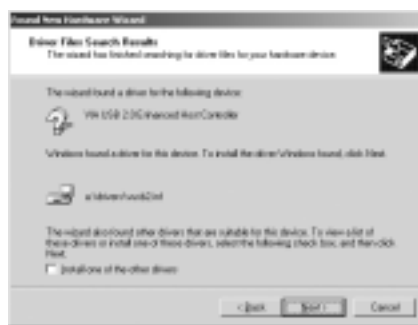 Found New Hardware Wizard
Driver Files Search Results
The wizard has finished searching for driver files for your hardware device.
The wizard found a driver for the following device:
VIA USB 2.0 Enhanced Host Controller
Windows found a driver for this device. To install the driver Windows found, click Next.
The wizard also found other drivers that are suitable for this device. To view a list of
these drivers or install one of these drivers, select the following check box, and then click
Next.
Install one of the other drivers
< Back Next > Cancel